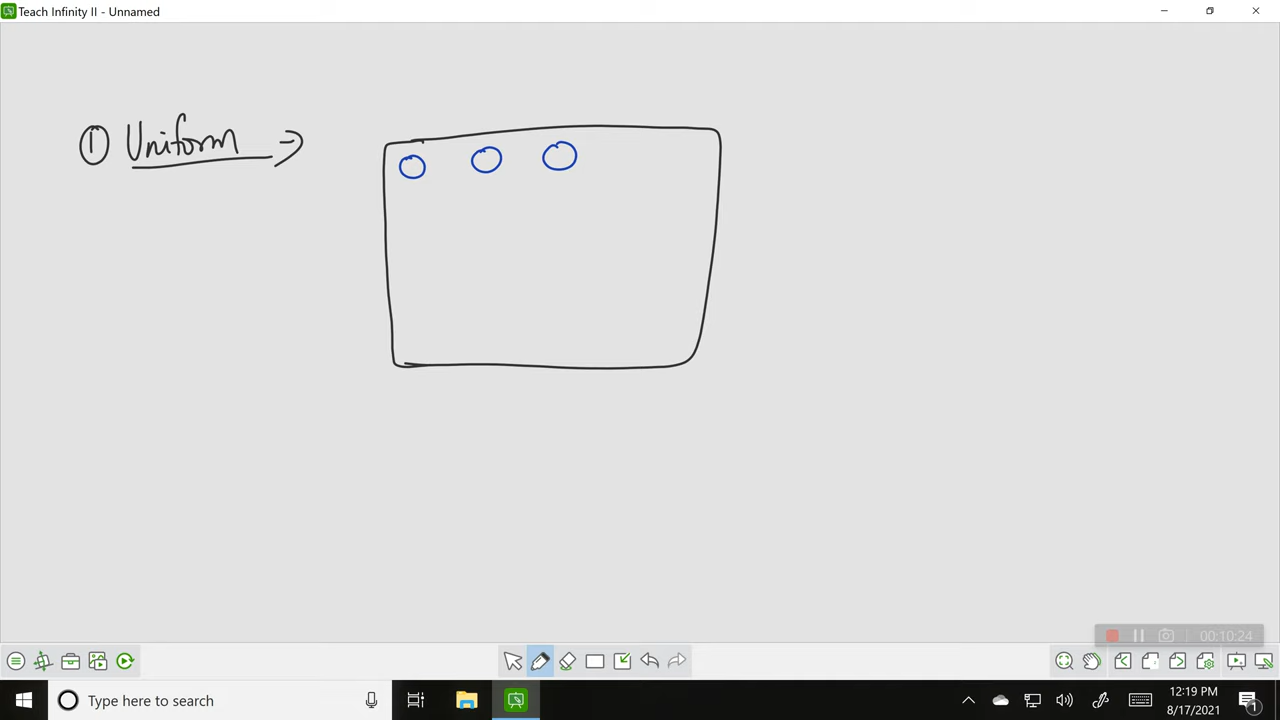 Teach Infinity II - Unnamed
① Uniform ⇒
00:10:24
Type here to search
12:19 PM
8/17/2021
1